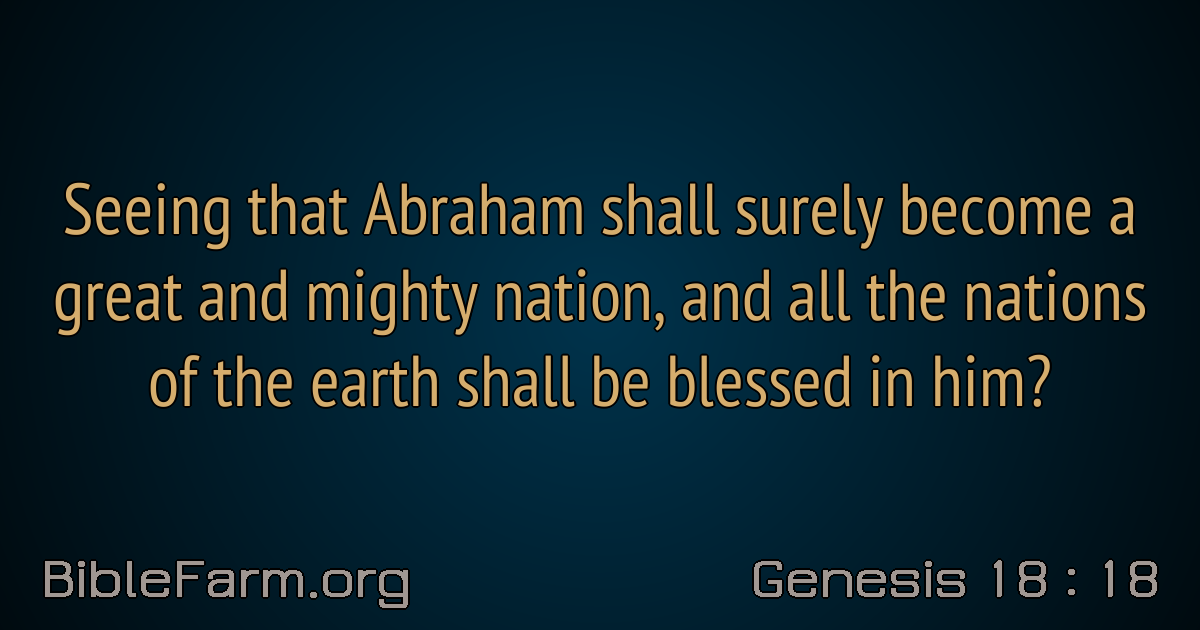 Seeing that Abraham shall surely become a
great and mighty nation, and all the nations
of the earth shall be blessed in him?
BibleFarm.org
Genesis 18 : 18